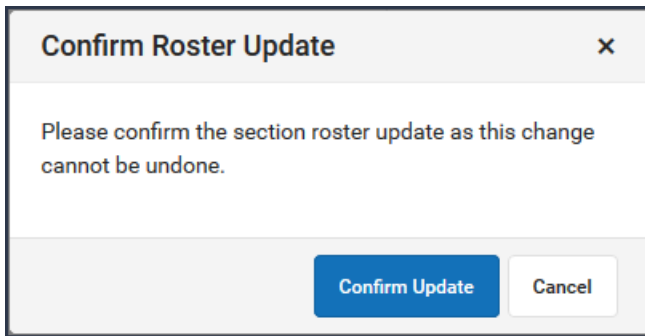 Confirm Roster Update ×
Please confirm the section roster update as this change
cannot be undone.
Confirm Update Cancel